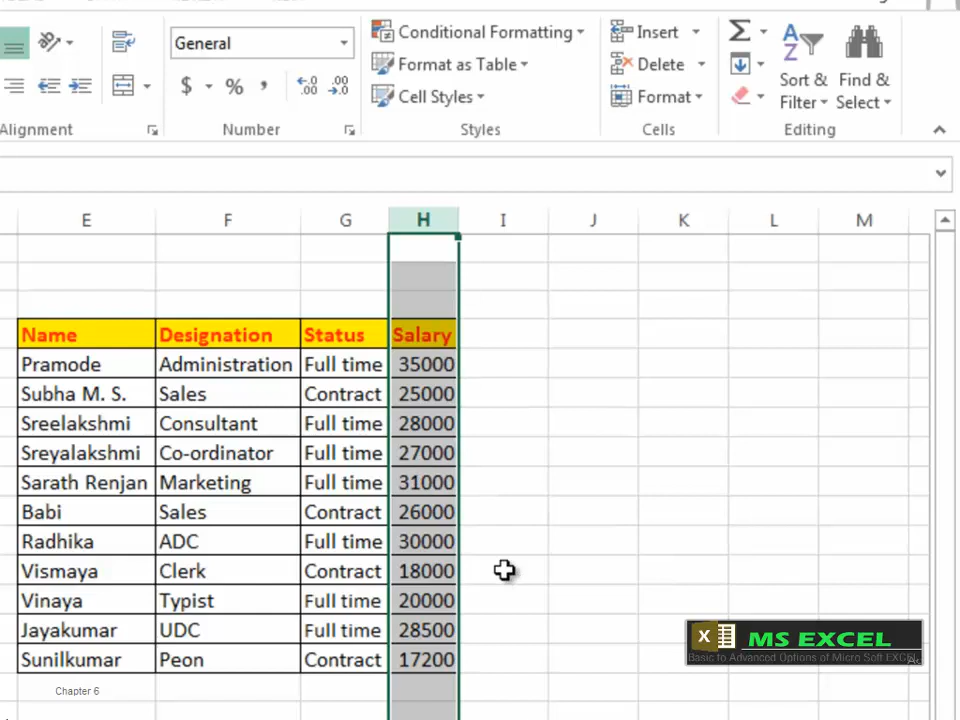 Conditional Formatting
Format as Table
Cell Styles
General
$ % ,
.0
.00
.00
Insert
Delete
Format
Σ
A
Z
Sort &
Filter
Find &
Select
Alignment
Number
Styles
Cells
Editing
E F G H I J K L M
Name Designation Status Salary
Pramode Administration Full time 35000
Subha M. S. Sales Contract 25000
Sreelakshmi Consultant Full time 28000
Sreyalakshmi Co-ordinator Full time 27000
Sarath Renjan Marketing Full time 31000
Babi Sales Contract 26000
Radhika ADC Full time 30000
Vismaya Clerk Contract 18000
Vinaya Typist Full time 20000
Jayakumar UDC Full time 28500
Sunilkumar Peon Contract 17200
X MS EXCEL
Basic to Advanced Options of Micro Soft EXCEL
Chapter 6